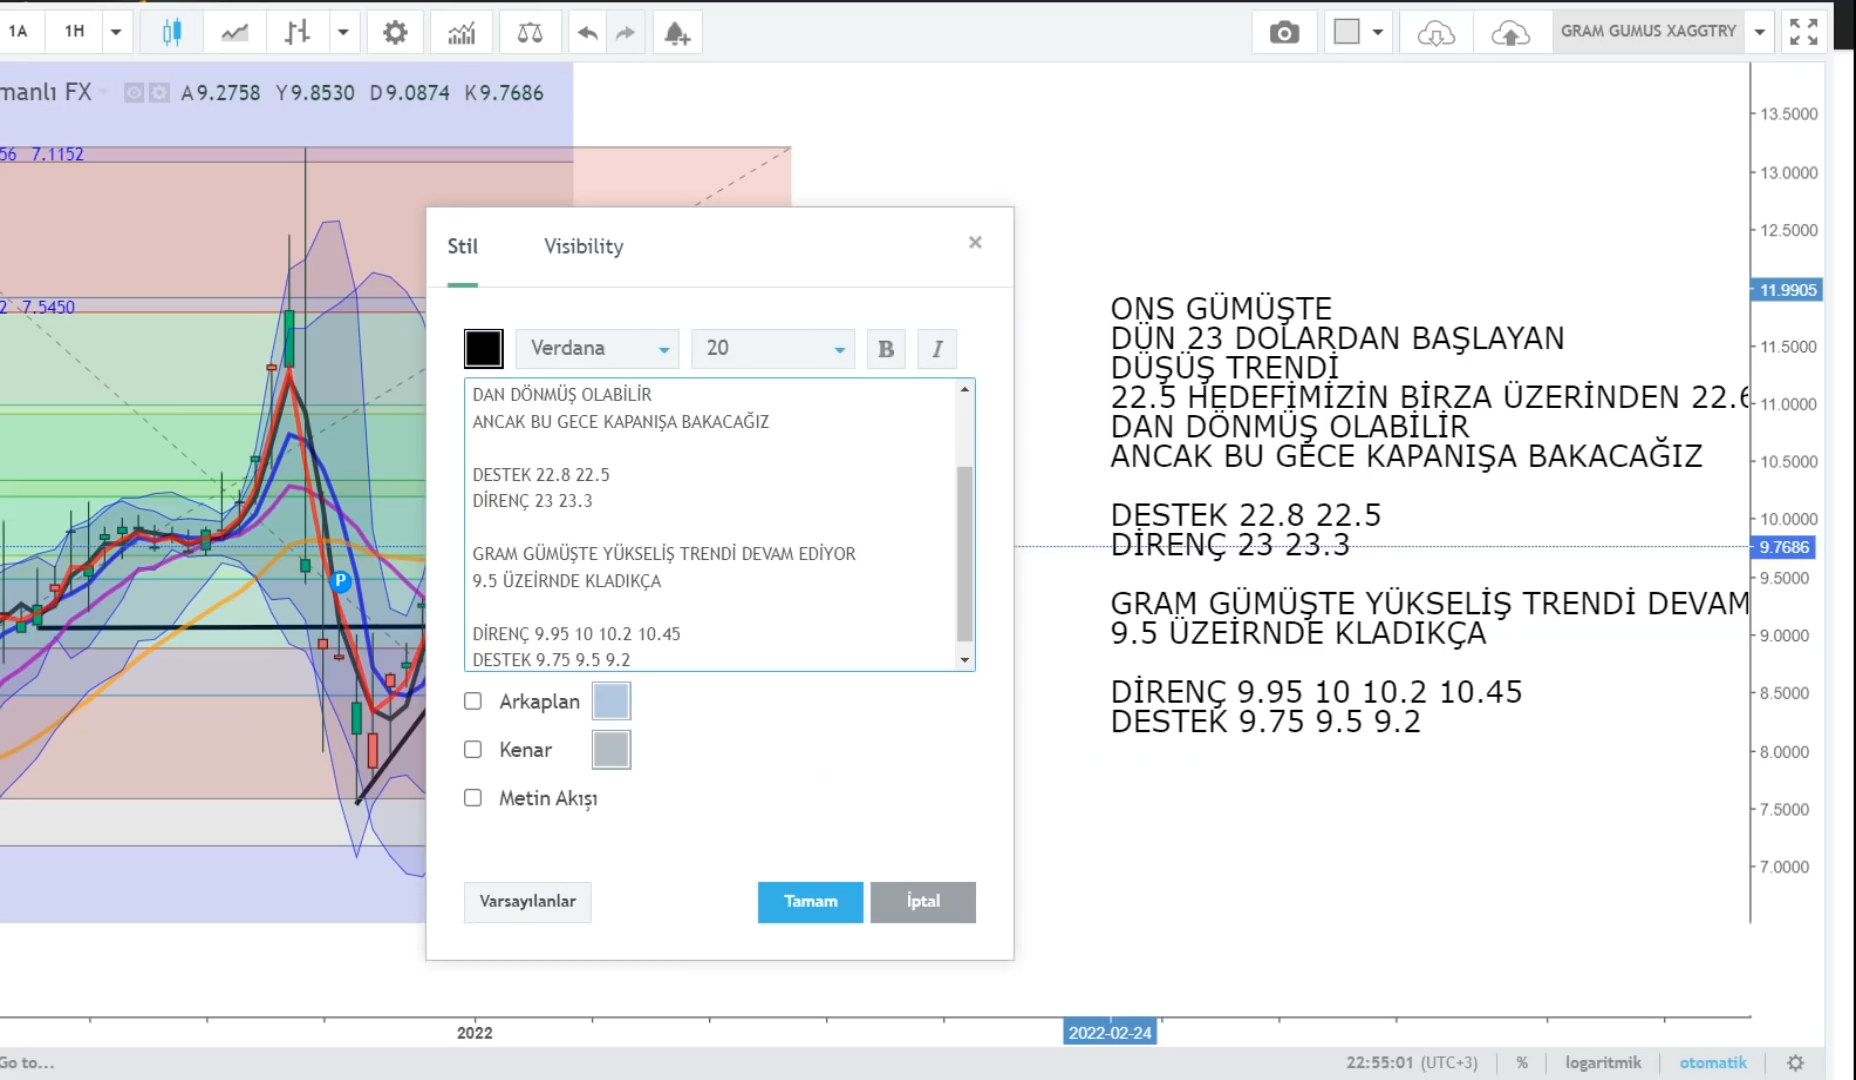 1A 1H GRAM GUMUS XAGGTRY
manlı FX A9.2758 Y9.8530 D9.0874 K9.7686
56 7.1152
2 7.5450
P
Stil Visibility ×
Verdana 20 B I
DAN DÖNMÜŞ OLABİLİR
ANCAK BU GECE KAPANIŞA BAKACAĞIZ
DESTEK 22.8 22.5
DİRENÇ 23 23.3
GRAM GÜMÜŞTE YÜKSELİŞ TRENDİ DEVAM EDİYOR
9.5 ÜZEİRNDE KLADIKÇA
DİRENÇ 9.95 10 10.2 10.45
DESTEK 9.75 9.5 9.2
Arkaplan
Kenar
Metin Akışı
Varsayılanlar Tamam İptal
ONS GÜMÜŞTE
DÜN 23 DOLARDAN BAŞLAYAN
DÜŞÜŞ TRENDİ
22.5 HEDEFİMİZİN BİRZA ÜZERİNDEN 22.6
DAN DÖNMÜŞ OLABİLİR
ANCAK BU GECE KAPANIŞA BAKACAĞIZ
DESTEK 22.8 22.5
DİRENÇ 23 23.3
GRAM GÜMÜŞTE YÜKSELİŞ TRENDİ DEVAM
9.5 ÜZEİRNDE KLADIKÇA
DİRENÇ 9.95 10 10.2 10.45
DESTEK 9.75 9.5 9.2
13.5000
13.0000
12.5000
11.9905
11.5000
11.0000
10.5000
10.0000
9.7686
9.5000
9.0000
8.5000
8.0000
7.5000
7.0000
2022 2022-02-24
Go to... 22:55:01 (UTC+3) % logaritmik otomatik